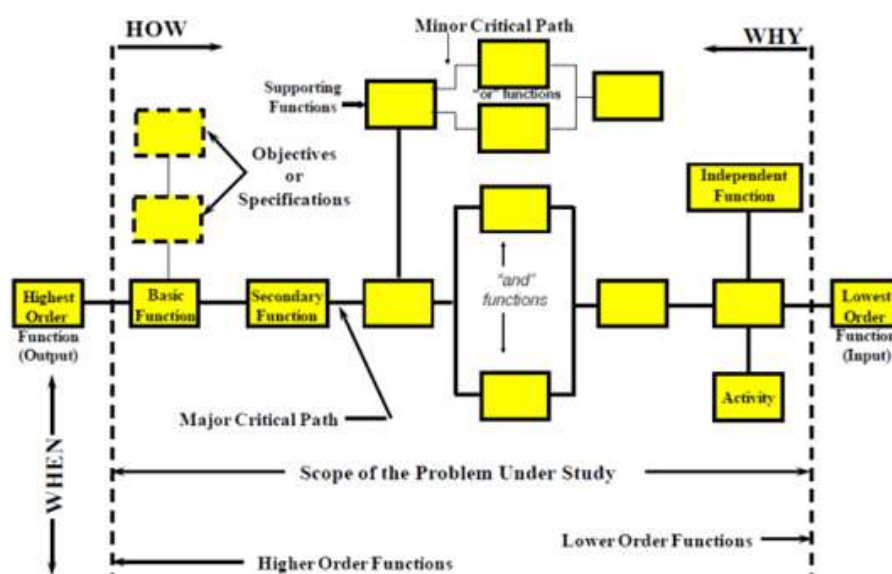 HOW
WHY
Minor Critical Path
Supporting
Functions
"or" functions
Objectives
or
Specifications
Independent
Function
Highest
Order
Function
(Output)
Basic
Function
Secondary
Function
"and"
functions
Lowest
Order
Function
(Input)
Activity
Major Critical Path
WHEN
Scope of the Problem Under Study
Higher Order Functions
Lower Order Functions